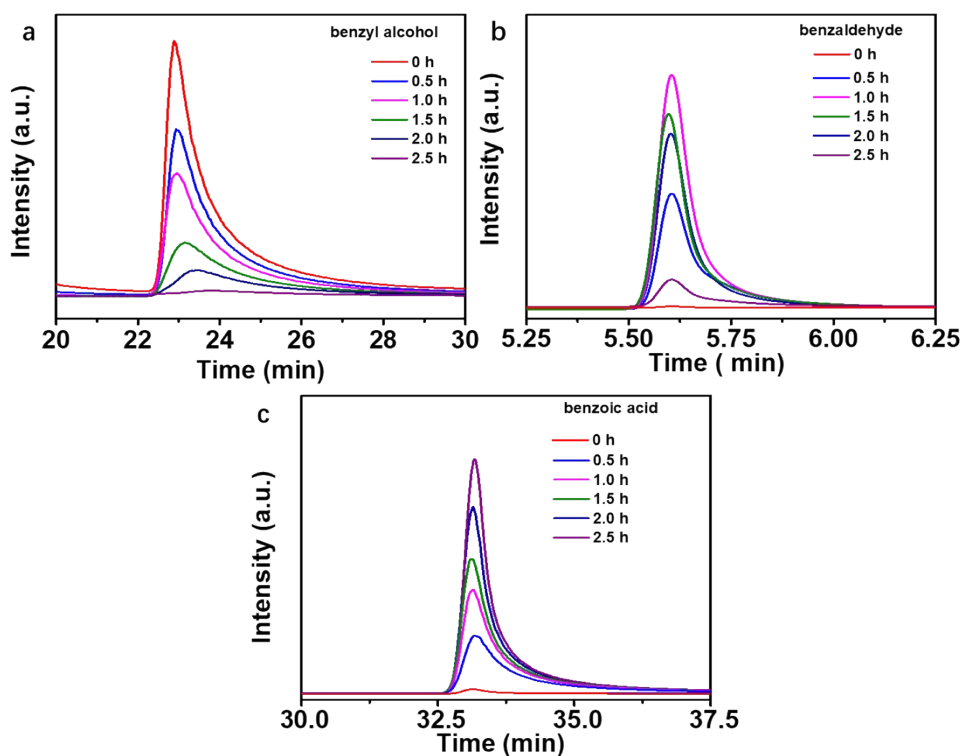 a
benzyl alcohol
0 h
0.5 h
1.0 h
1.5 h
2.0 h
2.5 h
Intensity (a.u.)
20 22 24 26 28 30
Time (min)
b
benzaldehyde
0 h
0.5 h
1.0 h
1.5 h
2.0 h
2.5 h
Intensity (a.u.)
5.25 5.50 5.75 6.00 6.25
Time ( min)
c
benzoic acid
0 h
0.5 h
1.0 h
1.5 h
2.0 h
2.5 h
Intensity (a.u.)
30.0 32.5 35.0 37.5
Time (min)